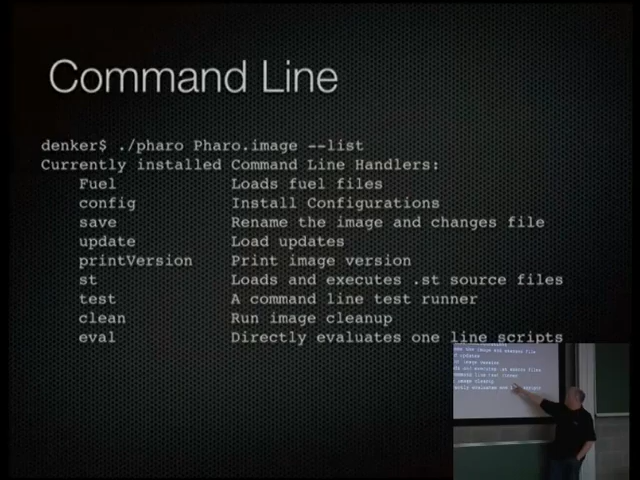 Command Line
denker$ ./pharo Pharo.image --list
Currently installed Command Line Handlers:
Fuel Loads fuel files
config Install Configurations
save Rename the image and changes file
update Load updates
printVersion Print image version
st Loads and executes .st source files
test A command line test runner
clean Run image cleanup
eval Directly evaluates one line scripts